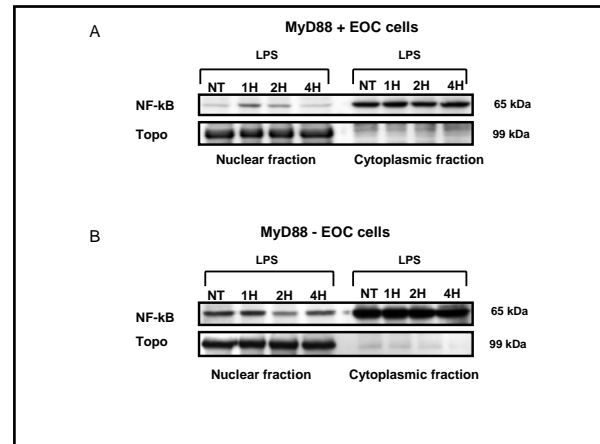 A
MyD88 + EOC cells
LPS LPS
NT 1H 2H 4H NT 1H 2H 4H
NF-kB 65 kDa
Topo 99 kDa
Nuclear fraction Cytoplasmic fraction
B
MyD88 - EOC cells
LPS LPS
NT 1H 2H 4H NT 1H 2H 4H
NF-kB 65 kDa
Topo 99 kDa
Nuclear fraction Cytoplasmic fraction